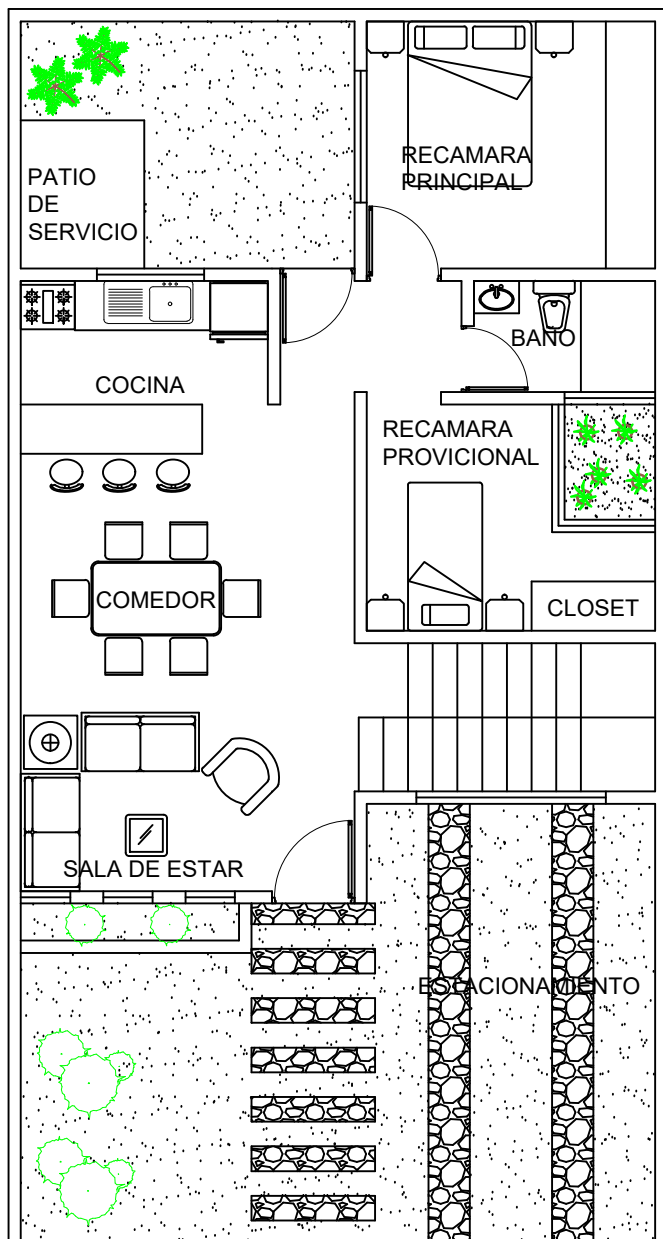 RECAMARA
PRINCIPAL
PATIO
DE
SERVICIO
BAÑO
COCINA
RECAMARA
PROVICIONAL
COMEDOR
CLOSET
SALA DE ESTAR
ESTACIONAMIENTO